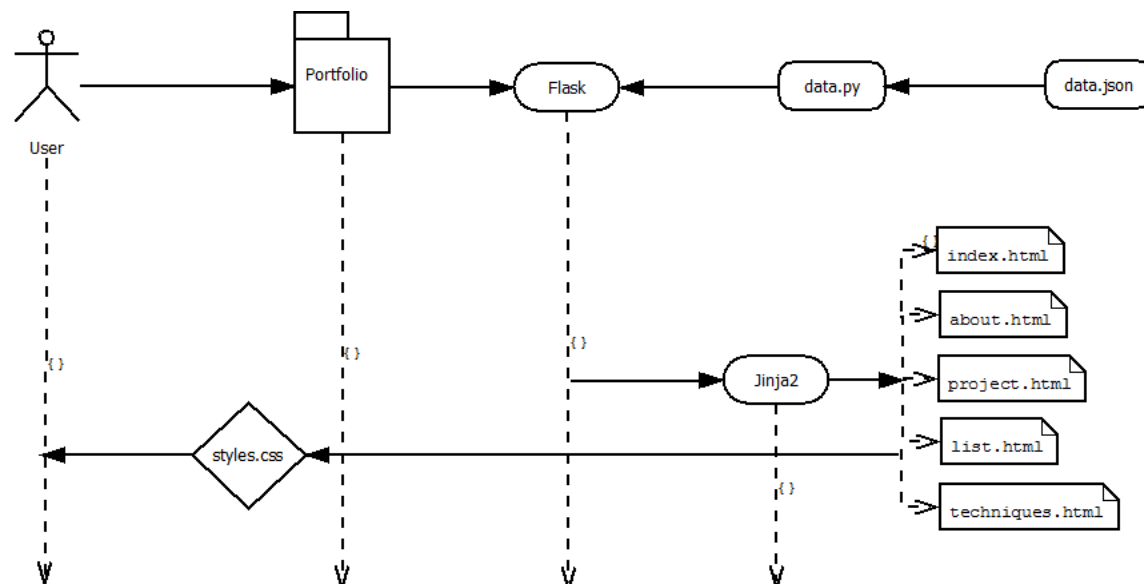 Portfolio
Flask
data.py
data.json
User
{ }
index.html
about.html
{ }
{ }
{ }
Jinja2
project.html
list.html
styles.css
{ }
techniques.html